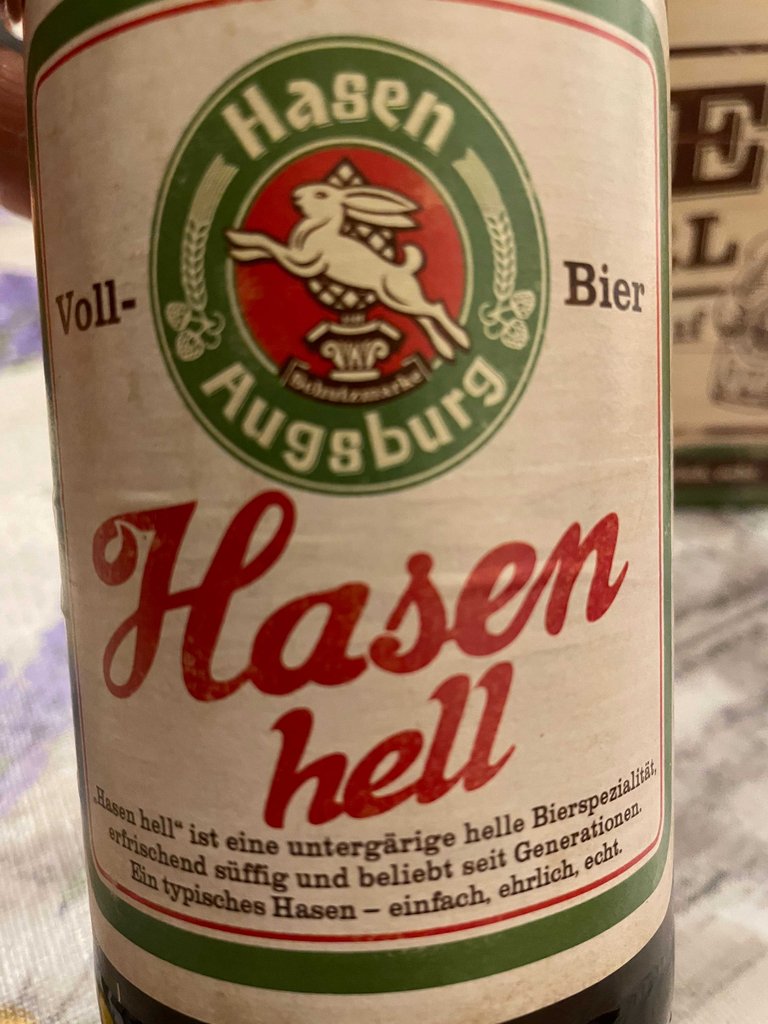 Hasen
Voll-
Bier
Schutzmarke
Augsburg
Hasen
hell
„Hasen hell“ ist eine untergärige helle Bierspezialität,
erfrischend süffig und beliebt seit Generationen.
Ein typisches Hasen – einfach, ehrlich, echt.